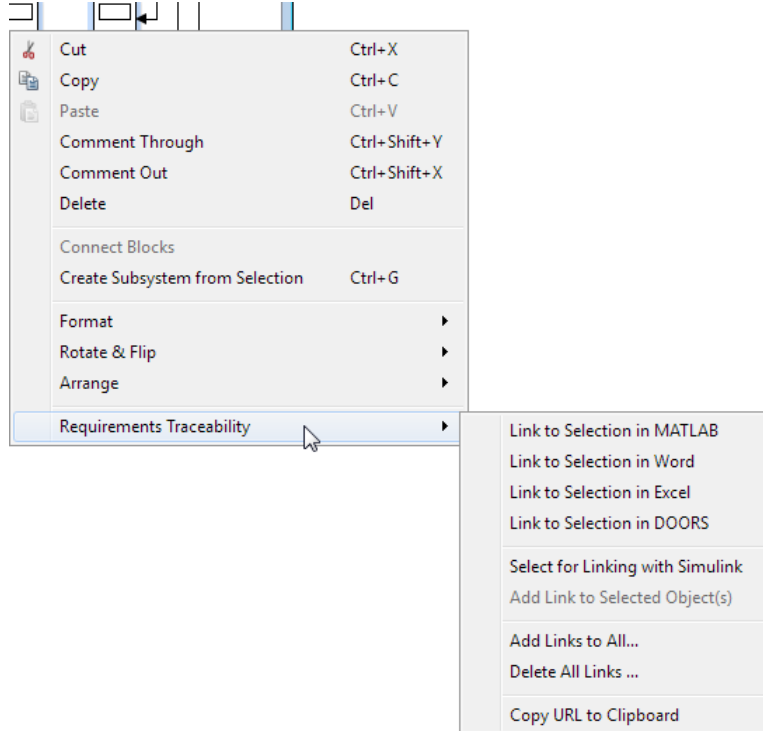 Cut Ctrl+X
Copy Ctrl+C
Paste Ctrl+V
Comment Through Ctrl+Shift+Y
Comment Out Ctrl+Shift+X
Delete Del
Connect Blocks
Create Subsystem from Selection Ctrl+G
Format
Rotate & Flip
Arrange
Requirements Traceability
Link to Selection in MATLAB
Link to Selection in Word
Link to Selection in Excel
Link to Selection in DOORS
Select for Linking with Simulink
Add Link to Selected Object(s)
Add Links to All...
Delete All Links ...
Copy URL to Clipboard